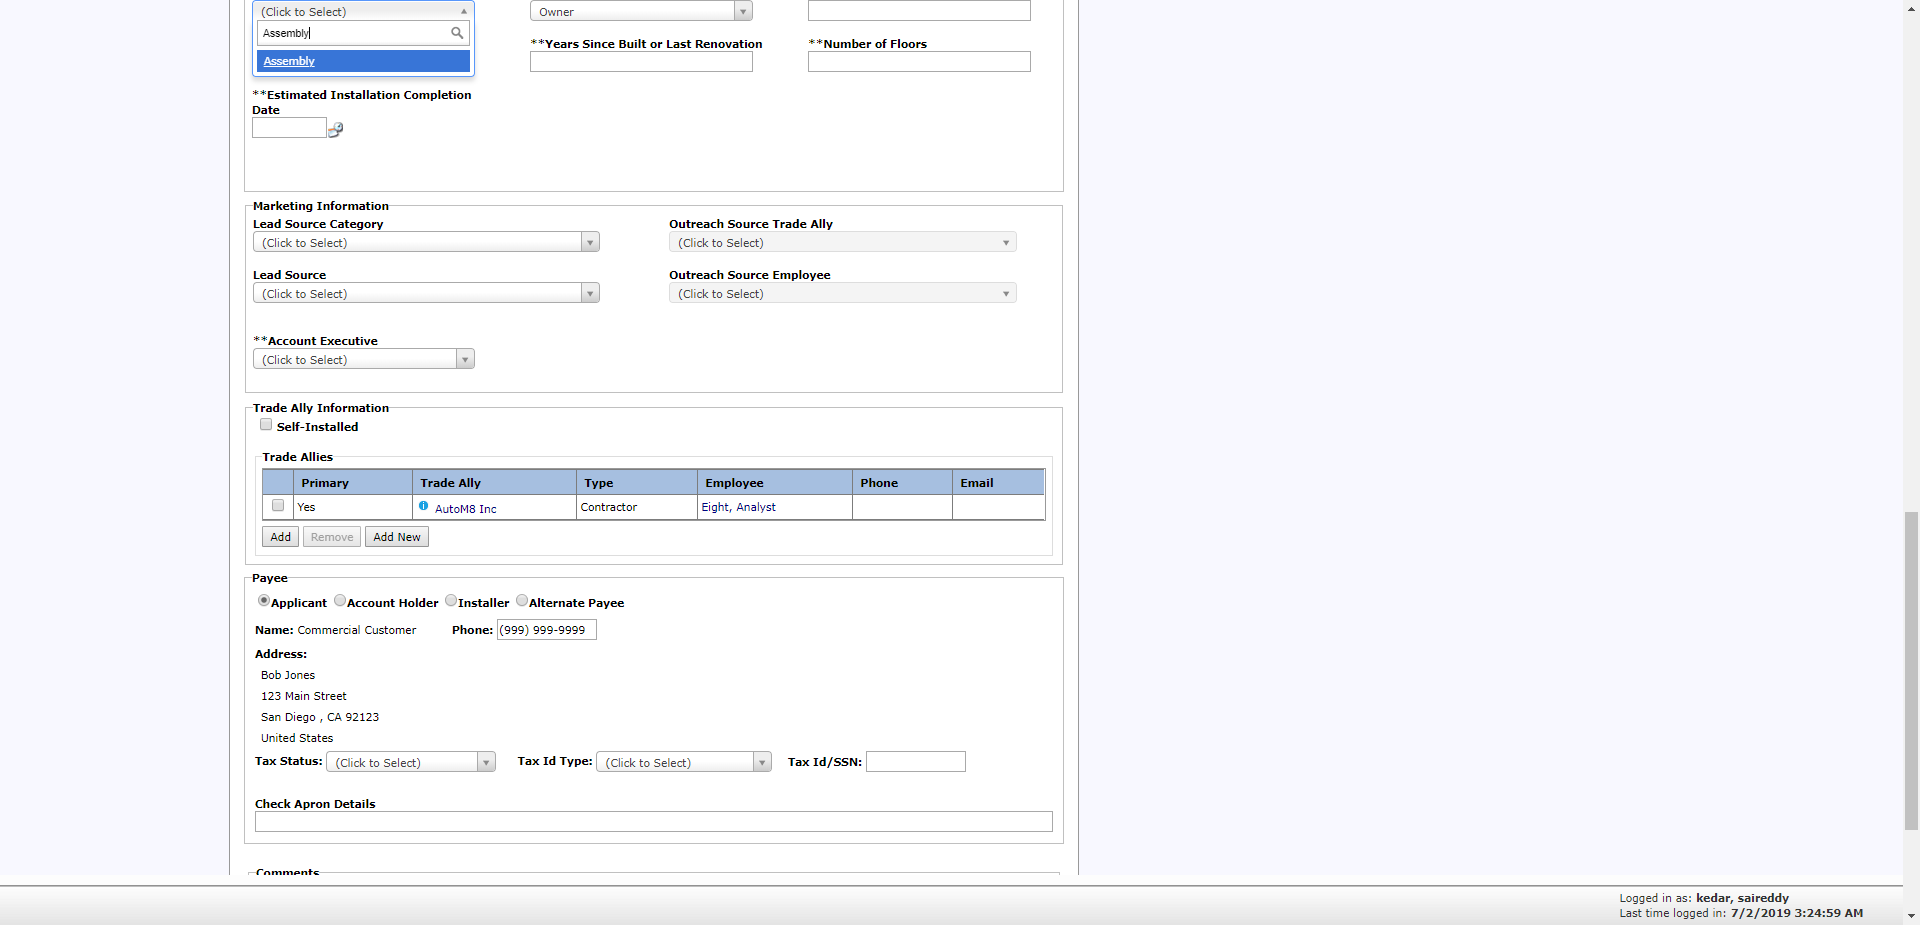 (Click to Select)
Owner
Assembly
Assembly
**Years Since Built or Last Renovation
**Number of Floors
**Estimated Installation Completion
Date
Marketing Information
Lead Source Category
Outreach Source Trade Ally
(Click to Select)
(Click to Select)
Lead Source
Outreach Source Employee
(Click to Select)
(Click to Select)
**Account Executive
(Click to Select)
Trade Ally Information
Self-Installed
Trade Allies
Primary Trade Ally Type Employee Phone Email
Yes AutoM8 Inc Contractor Eight, Analyst
Add Remove Add New
Payee
Applicant Account Holder Installer Alternate Payee
Name: Commercial Customer Phone: (999) 999-9999
Address:
Bob Jones
123 Main Street
San Diego , CA 92123
United States
Tax Status: (Click to Select) Tax Id Type: (Click to Select) Tax Id/SSN:
Check Apron Details
Comments
Logged in as: kedar, saireddy
Last time logged in: 7/2/2019 3:24:59 AM